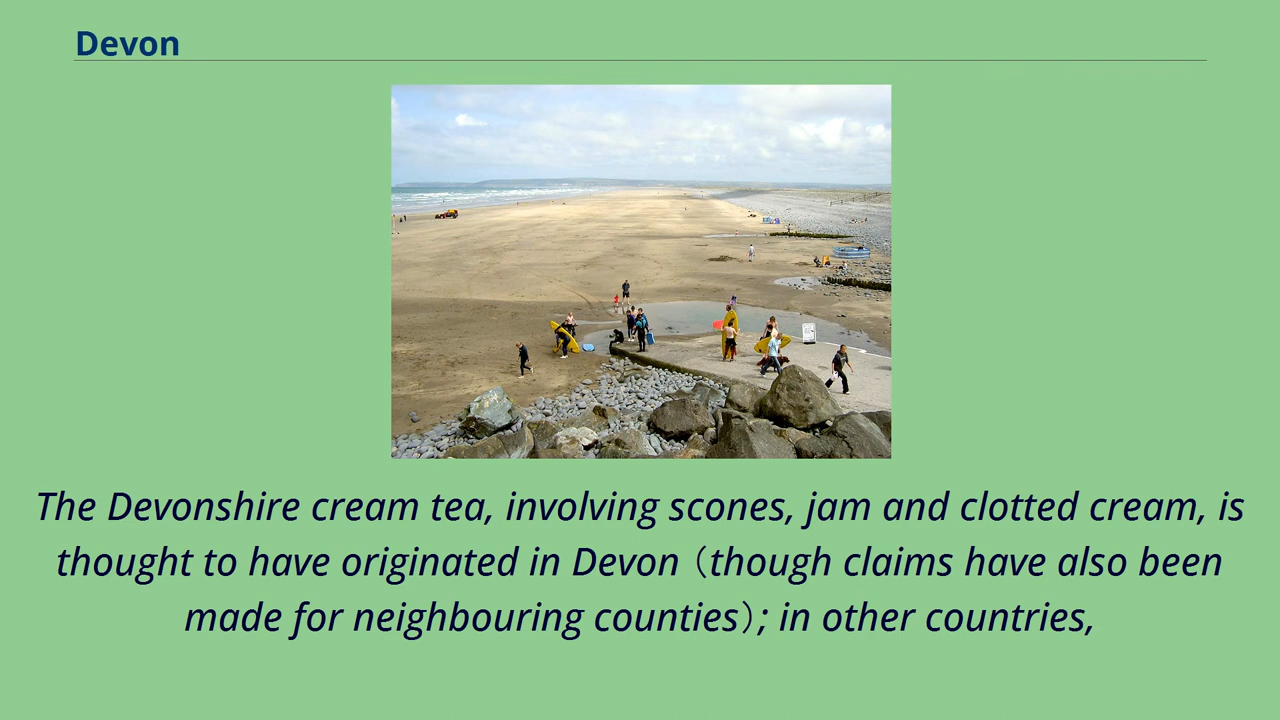 Devon
The Devonshire cream tea, involving scones, jam and clotted cream, is
thought to have originated in Devon（though claims have also been
made for neighbouring counties）; in other countries,